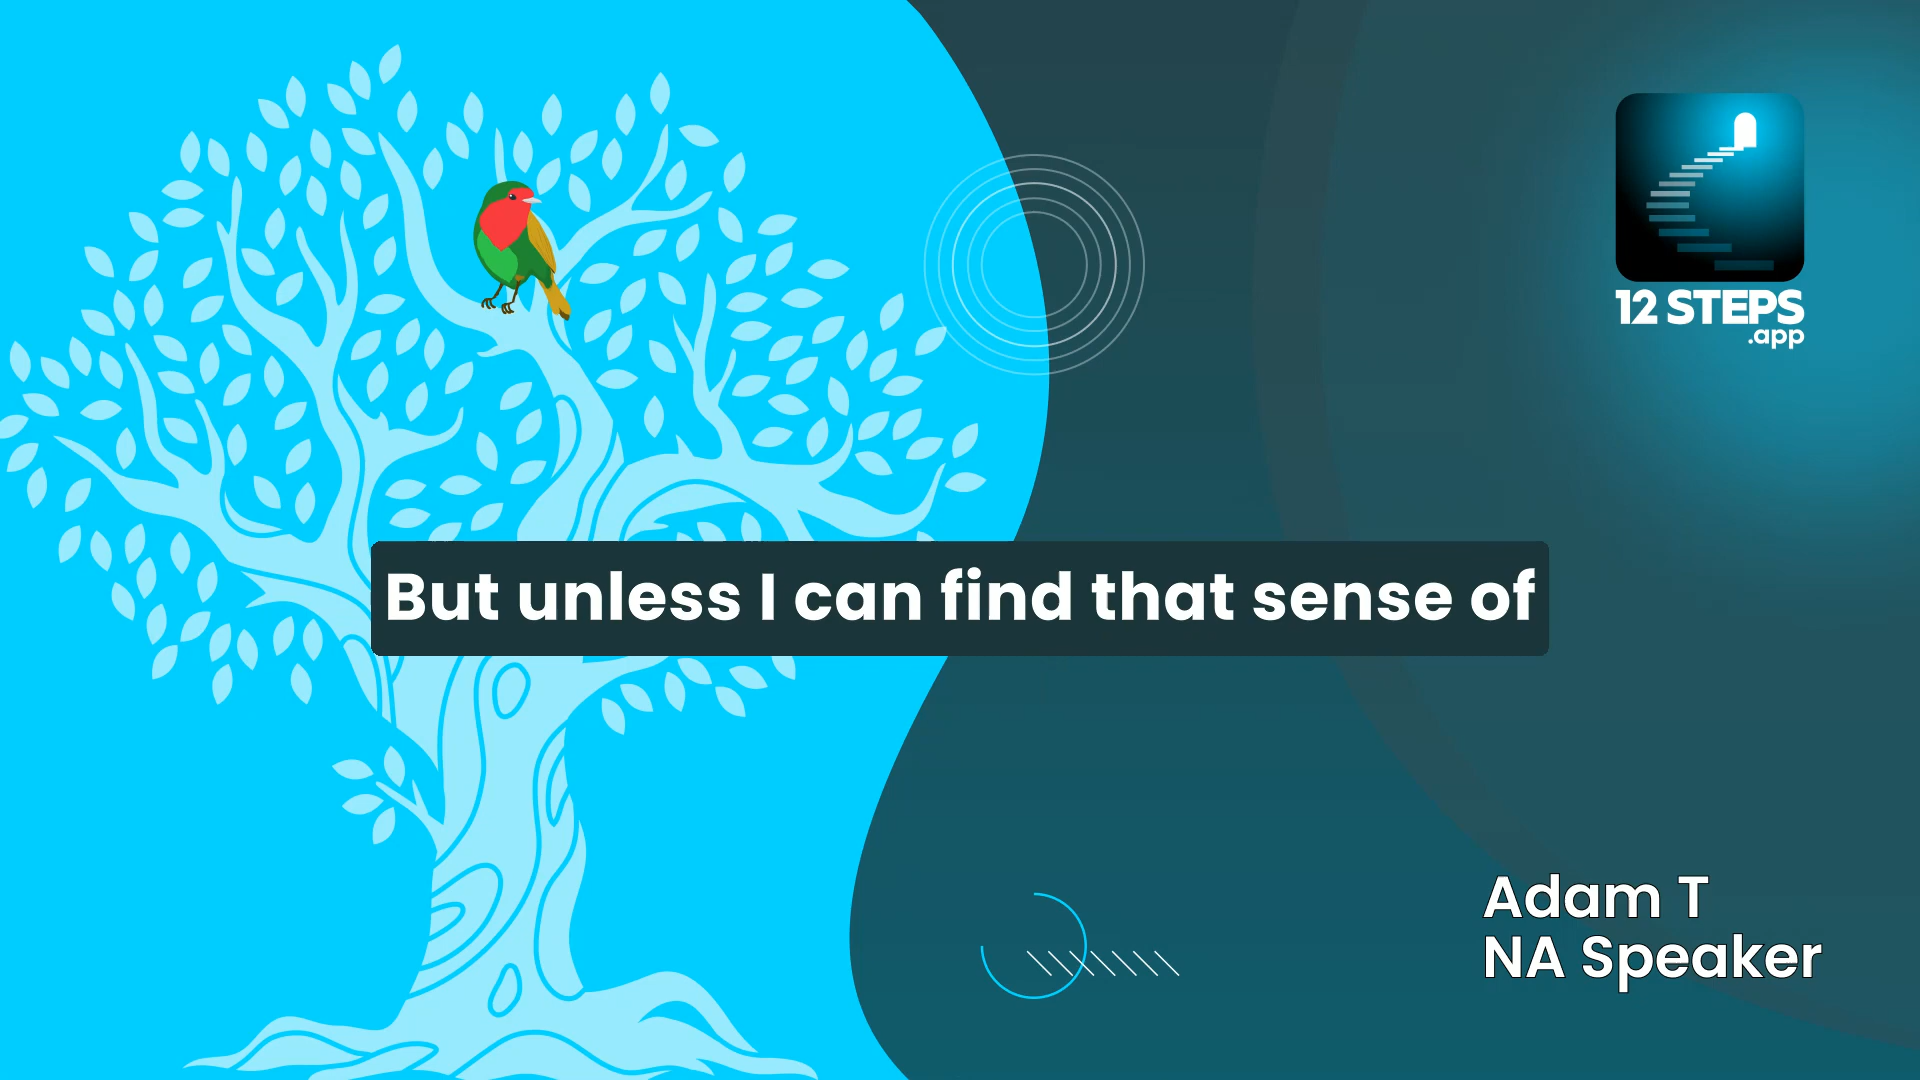 12 STEPS
.app
But unless I can find that sense of
Adam T
NA Speaker